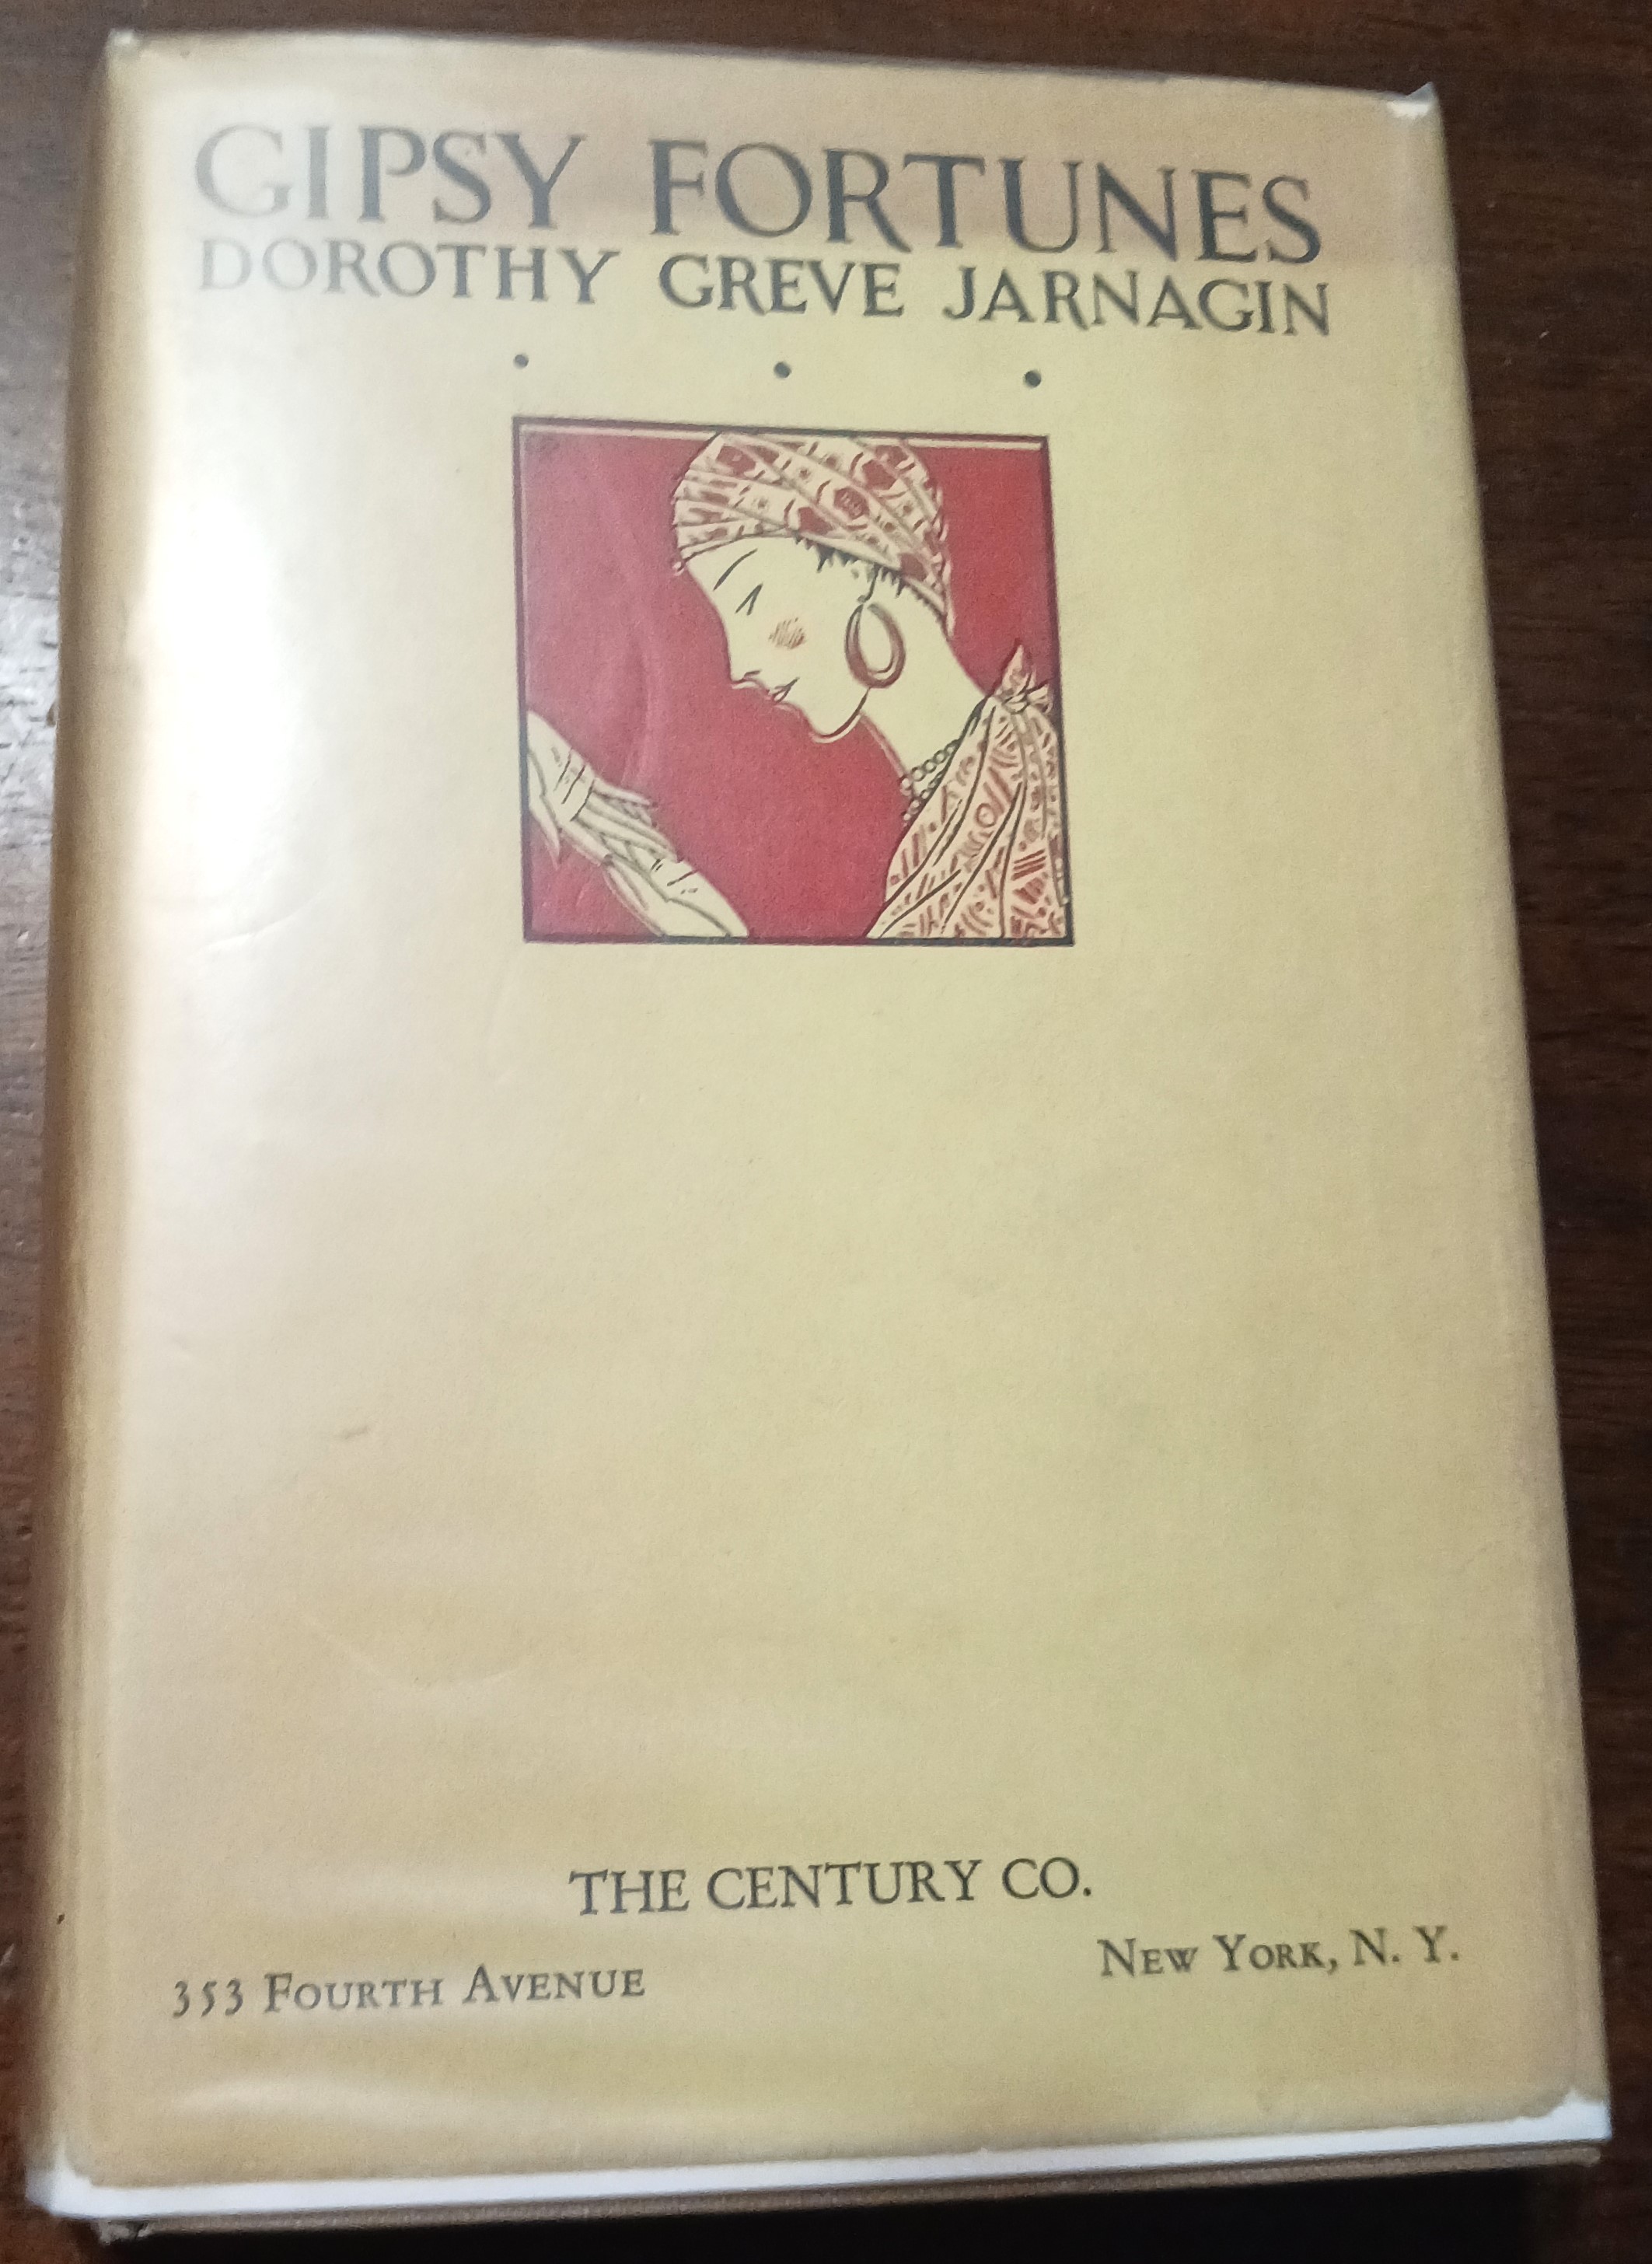 GIPSY FORTUNES
DOROTHY GREVE JARNAGIN
THE CENTURY CO.
353 FOURTH AVENUE NEW YORK, N. Y.